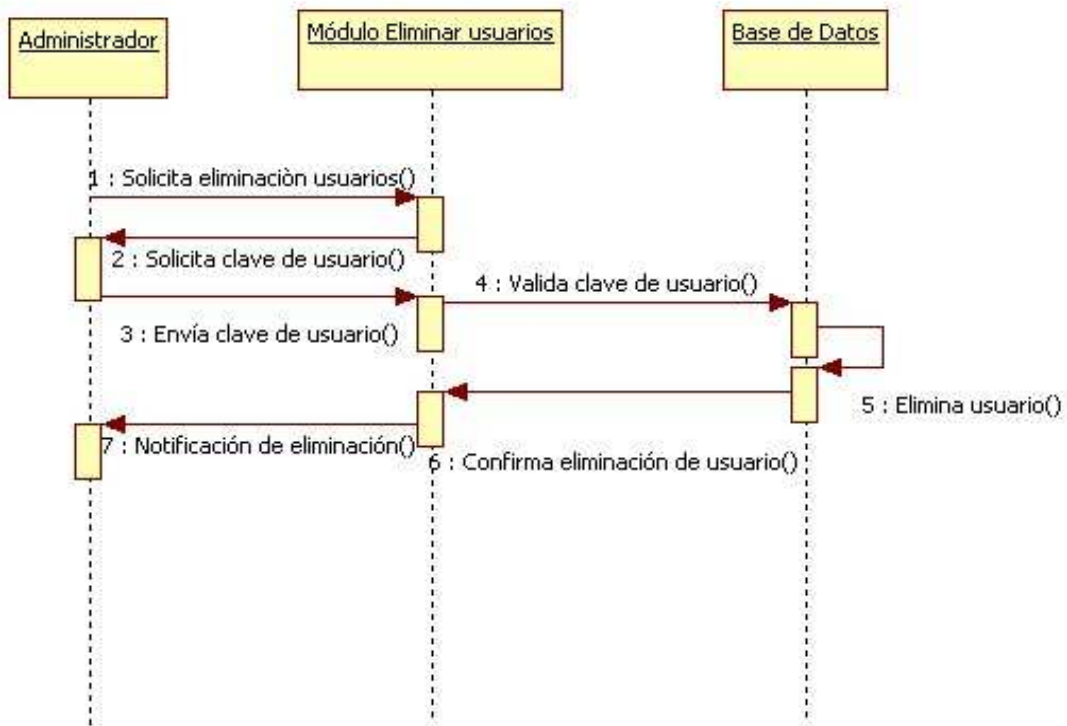 Administrador
Módulo Eliminar usuarios
Base de Datos
1 : Solicita eliminaciòn usuarios()
2 : Solicita clave de usuario()
4 : Valida clave de usuario()
3 : Envía clave de usuario()
5 : Elimina usuario()
7 : Notificación de eliminación()
6 : Confirma eliminación de usuario()